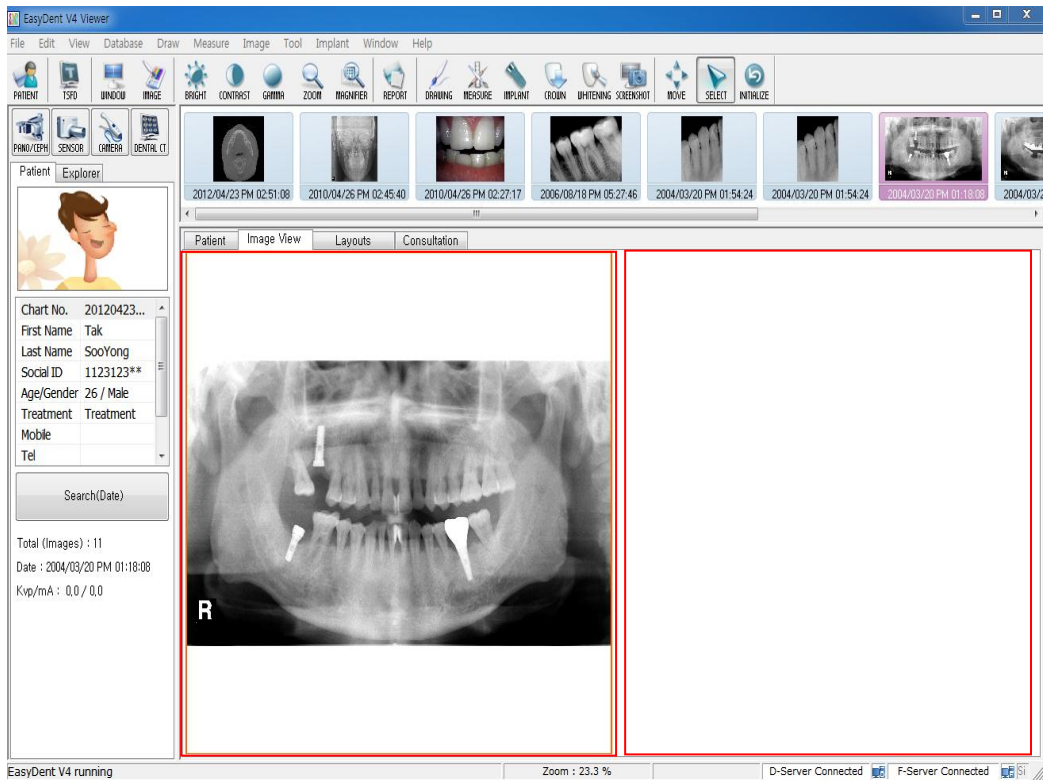 EasyDent V4 Viewer
File Edit View Database Draw Measure Image Tool Implant Window Help
PATIENT TSFD WINDOW IMAGE BRIGHT CONTRAST GAMMA ZOOM MAGNIFIER REPORT DRAWING MEASURE IMPLANT CROWN WHITENING SCREENSHOT MOVE SELECT INITIALIZE
PANO/CEPH SENSOR CAMERA DENTAL CT
2012/04/23 PM 02:51:08 2010/04/26 PM 02:45:40 2010/04/26 PM 02:27:17 2006/08/18 PM 05:27:46 2004/03/20 PM 01:54:24 2004/03/20 PM 01:54:24 2004/03/20 PM 01:18:08 2004/03/2
Patient Explorer
Patient Image View Layouts Consultation
Chart No. 20120423...
First Name Tak
Last Name SooYong
Social ID 1123123**
Age/Gender 26 / Male
Treatment Treatment
Mobile
Tel
Search(Date)
Total (Images) : 11
Date : 2004/03/20 PM 01:18:08
Kvp/mA : 0,0 / 0,0
R
EasyDent V4 running Zoom : 23.3 % D-Server Connected F-Server Connected Si